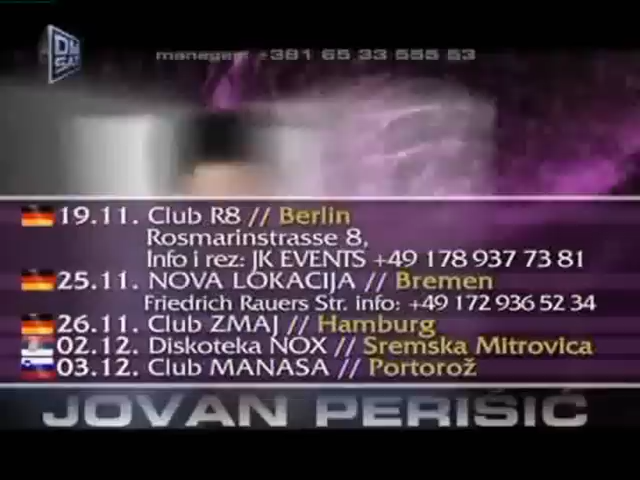 DM SAT
manager: +381 65 33 555 53
19.11. Club R8 // Berlin
Rosmarinstrasse 8,
Info i rez: JK EVENTS +49 178 937 73 81
25.11. NOVA LOKACIJA // Bremen
Friedrich Rauers Str. info: +49 172 936 52 34
26.11. Club ZMAJ // Hamburg
02.12. Diskoteka NOX // Sremska Mitrovica
03.12. Club MANASA // Portorož
JOVAN PERIŠIĆ